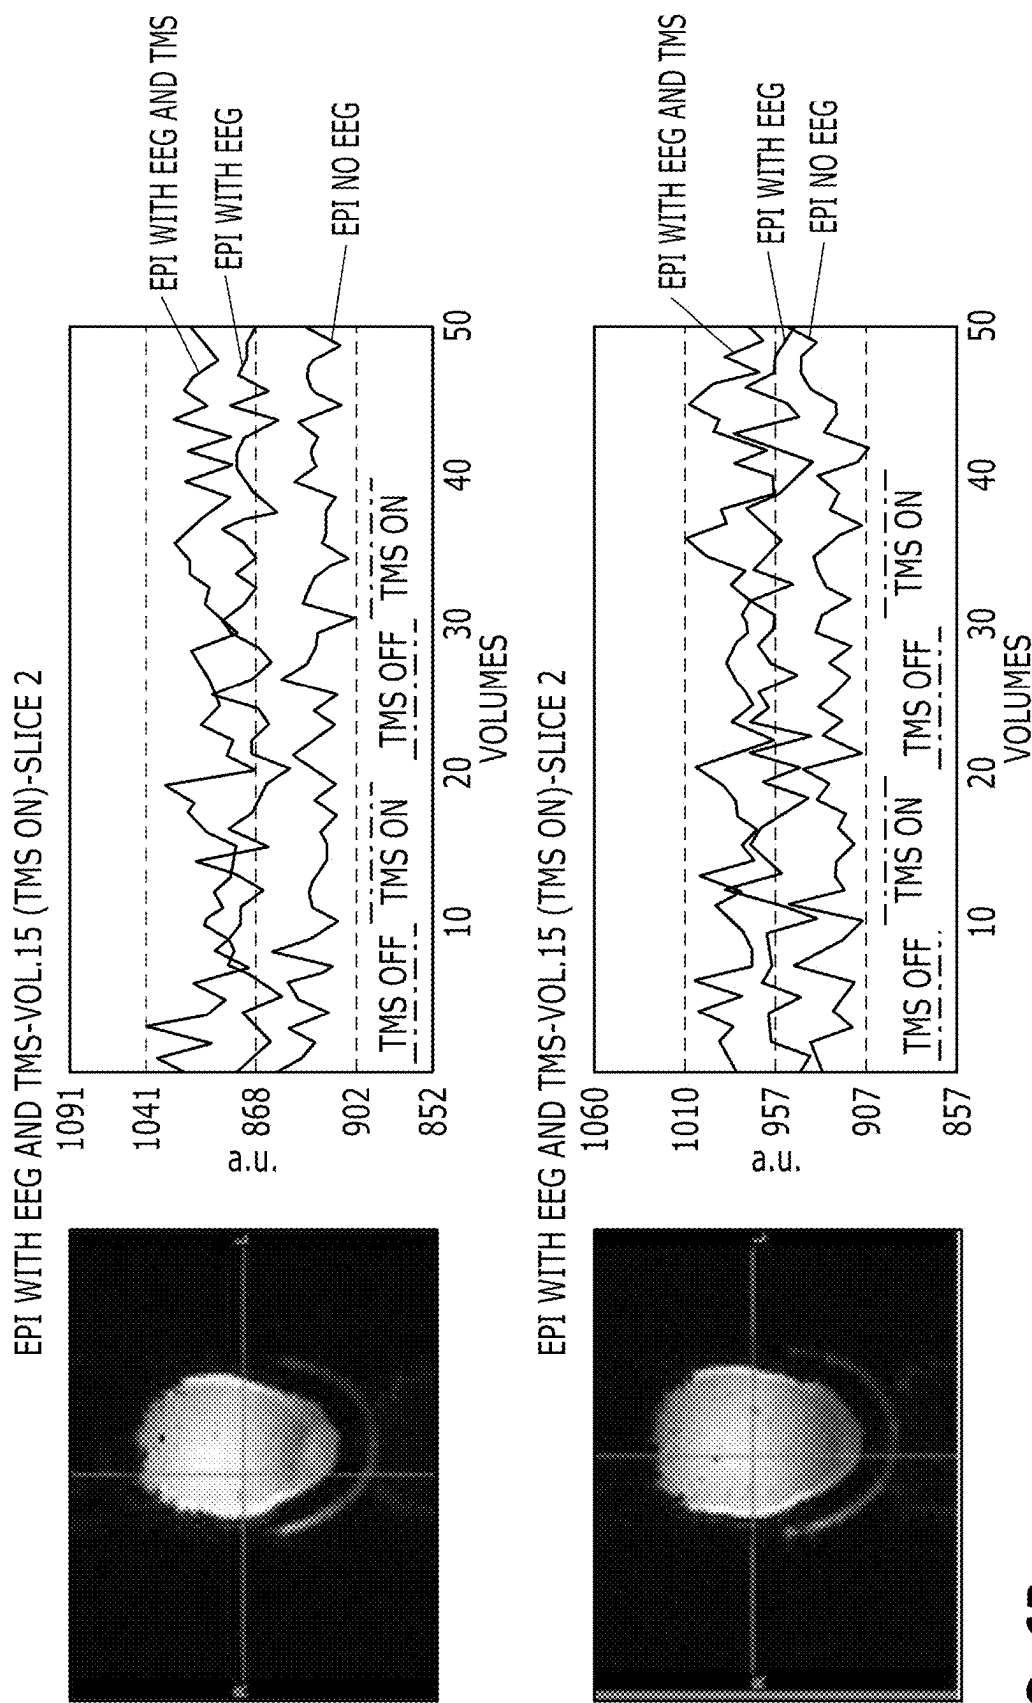 EPI WITH EEG AND TMS-VOL.15 (TMS ON)-SLICE 2
1091
1041
868
902
852
a.u.
10
20
30
40
50
VOLUMES
TMS OFF
TMS ON
TMS OFF
TMS ON
EPI WITH EEG AND TMS
EPI WITH EEG
EPI NO EEG
EPI WITH EEG AND TMS-VOL.15 (TMS ON)-SLICE 2
1060
1010
957
907
857
a.u.
10
20
30
40
50
VOLUMES
TMS OFF
TMS ON
TMS OFF
TMS ON
EPI WITH EEG AND TMS
EPI WITH EEG
EPI NO EEG